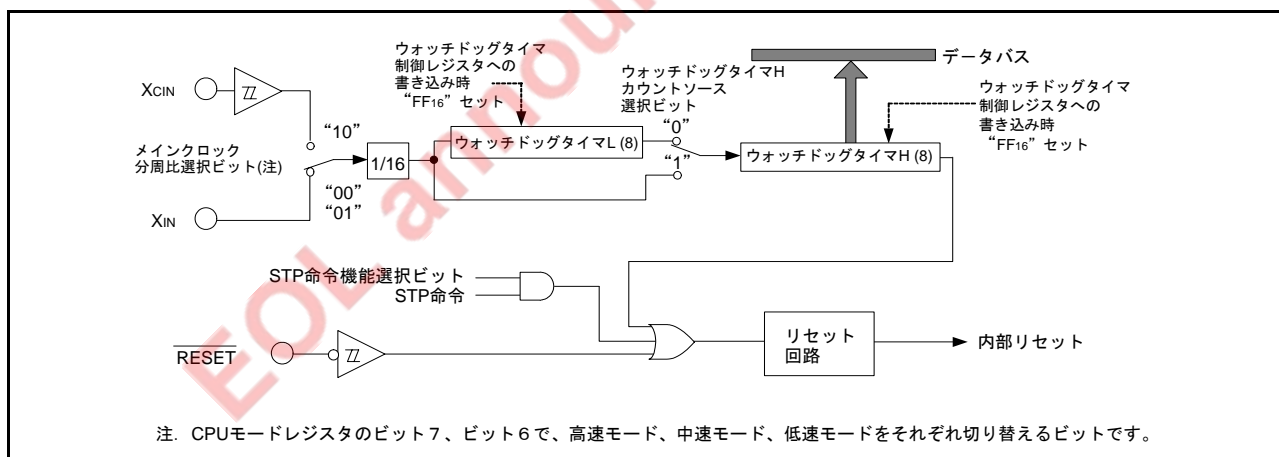 ウォッチドッグタイマ
制御レジスタへの
書き込み時
“FF16”セット
データバス
XCIN
ウォッチドッグタイマH
カウントソース
選択ビット
ウォッチドッグタイマ
制御レジスタへの
書き込み時
“FF16”セット
“10”
“0”
メインクロック
分周比選択ビット(注)
1/16
ウォッチドッグタイマL (8)
“1”
ウォッチドッグタイマH (8)
“00”
“01”
XIN
STP命令機能選択ビット
STP命令
RESET
リセット
回路
内部リセット
注. CPUモードレジスタのビット7、ビット6で、高速モード、中速モード、低速モードをそれぞれ切り替えるビットです。
EOL announ